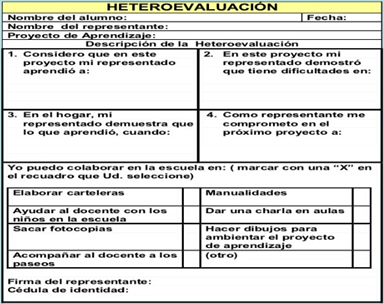 HETEROEVALUACIÓN
Nombre del alumno: Fecha:
Nombre del representante:
Proyecto de Aprendizaje:
Descripción de la Heteroevaluación
1. Considero que en este
proyecto mi representado
aprendió a:
2. En este proyecto mi
representado demostró
que tiene dificultades en:
3. En el hogar, mi
representado demuestra que
lo que aprendió, cuando:
4. Como representante me
comprometo en el
próximo proyecto a:
Yo puedo colaborar en la escuela en: ( marcar con una "X" en
el recuadro que Ud. seleccione)
Elaborar carteleras
Manualidades
Ayudar al docente con los
niños en la escuela
Dar una charla en aulas
Sacar fotocopias
Hacer dibujos para
ambientar el proyecto
de aprendizaje
Acompañar al docente a los
paseos
(otro)
Firma del representante:
Cédula de identidad: